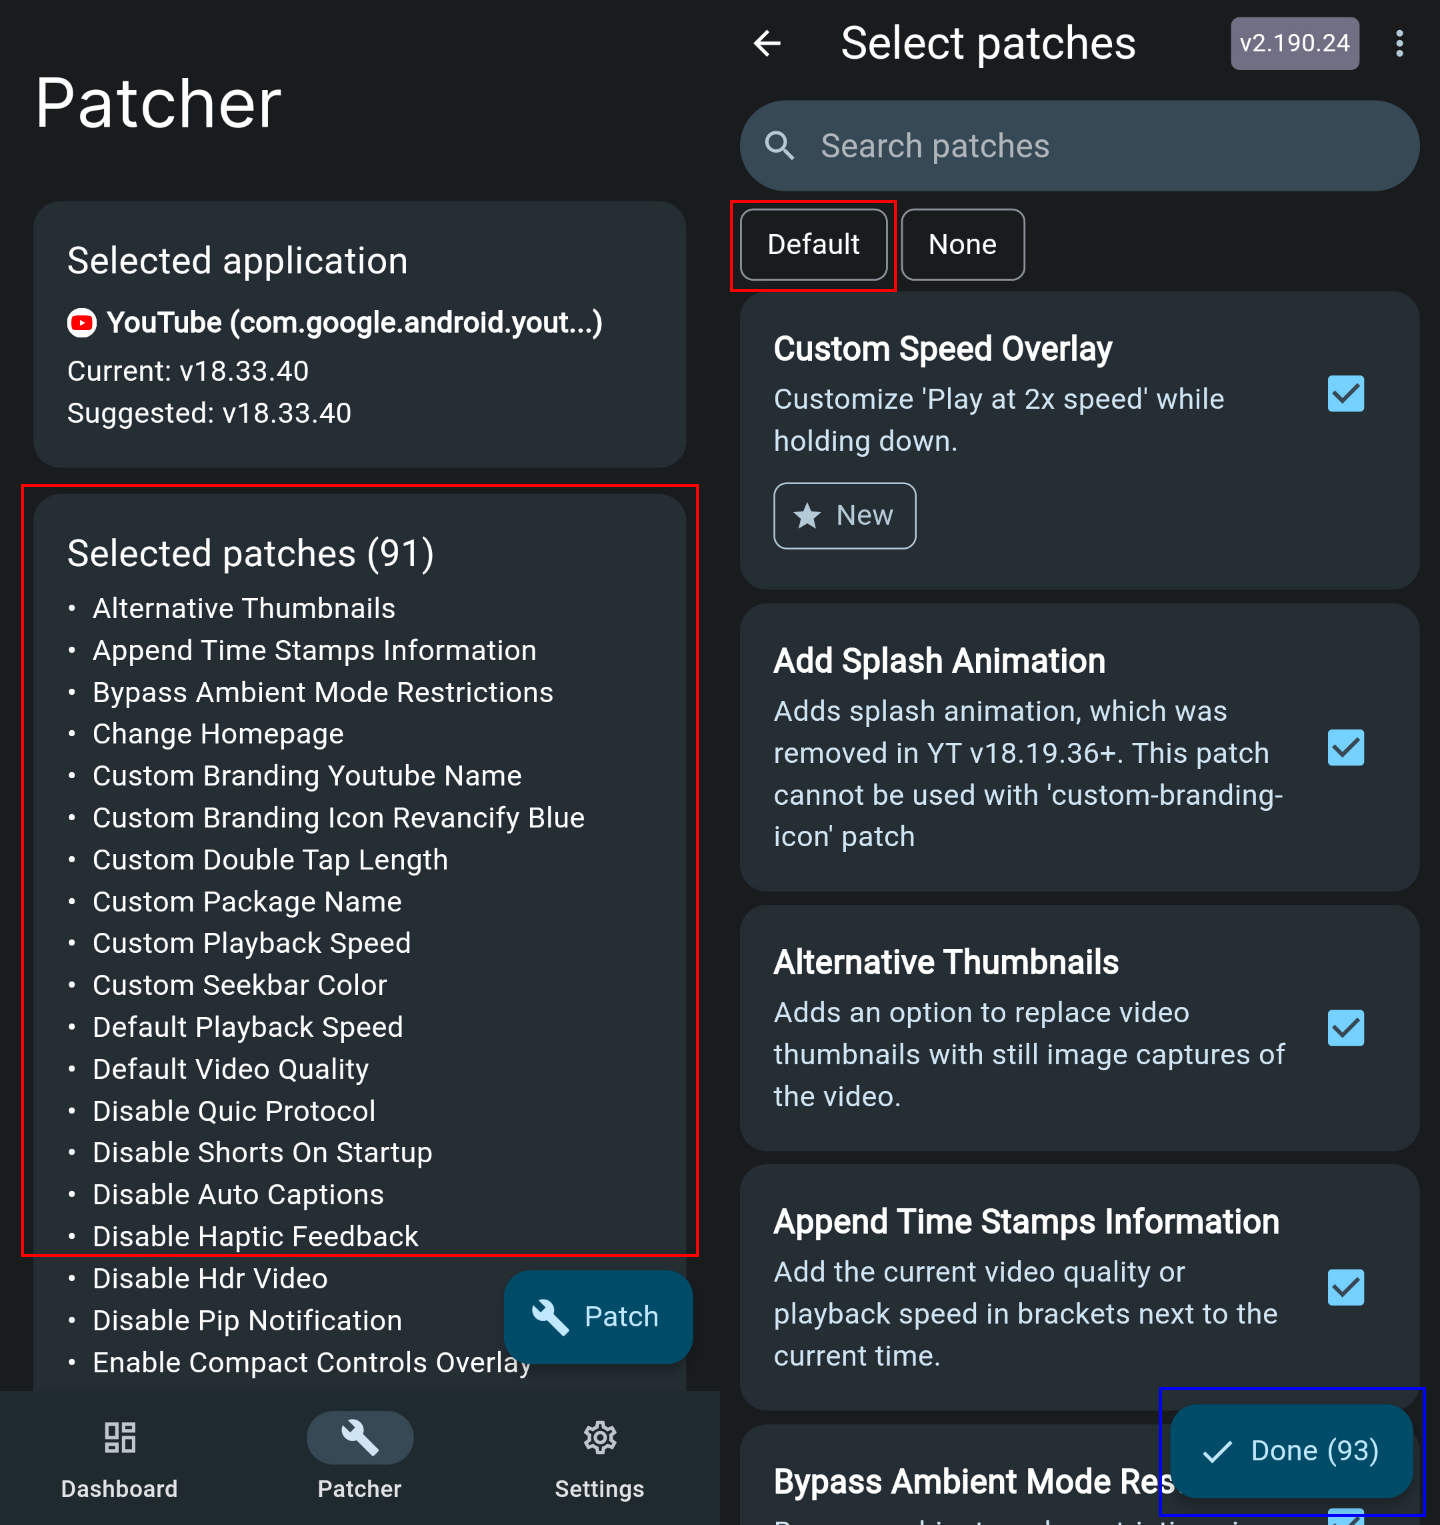 Patcher
Selected application
YouTube (com.google.android.yout...)
Current: v18.33.40
Suggested: v18.33.40
Selected patches (91)
• Alternative Thumbnails
• Append Time Stamps Information
• Bypass Ambient Mode Restrictions
• Change Homepage
• Custom Branding Youtube Name
• Custom Branding Icon Revancify Blue
• Custom Double Tap Length
• Custom Package Name
• Custom Playback Speed
• Custom Seekbar Color
• Default Playback Speed
• Default Video Quality
• Disable Quic Protocol
• Disable Shorts On Startup
• Disable Auto Captions
• Disable Haptic Feedback
• Disable Hdr Video
• Disable Pip Notification
• Enable Compact Controls Overlay
Patch
Dashboard
Patcher
Settings
Select patches
v2.190.24
Search patches
Default
None
Custom Speed Overlay
Customize 'Play at 2x speed' while
holding down.
New
Add Splash Animation
Adds splash animation, which was
removed in YT v18.19.36+. This patch
cannot be used with 'custom-branding-
icon' patch
Alternative Thumbnails
Adds an option to replace video
thumbnails with still image captures of
the video.
Append Time Stamps Information
Add the current video quality or
playback speed in brackets next to the
current time.
Bypass Ambient Mode Res
Done (93)